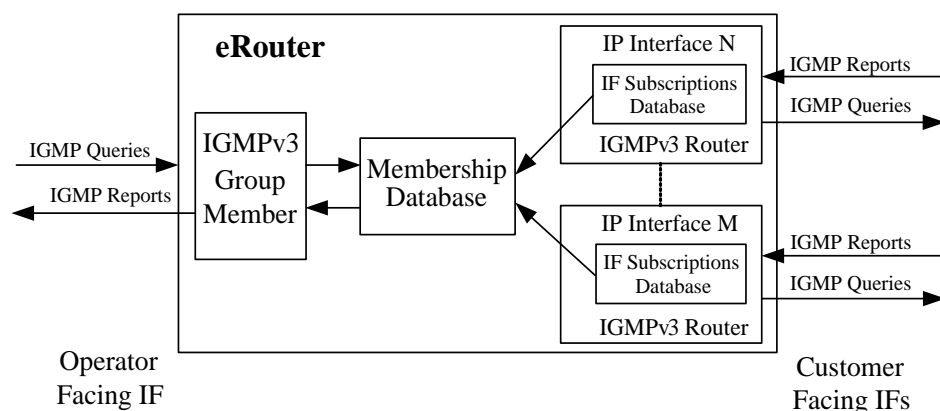 eRouter
IGMP Queries
IGMP Reports
IGMPv3
Group
Member
Membership
Database
IP Interface N
IF Subscriptions
Database
IGMPv3 Router
IP Interface M
IF Subscriptions
Database
IGMPv3 Router
IGMP Reports
IGMP Queries
IGMP Reports
IGMP Queries
Operator
Facing IF
Customer
Facing IFs